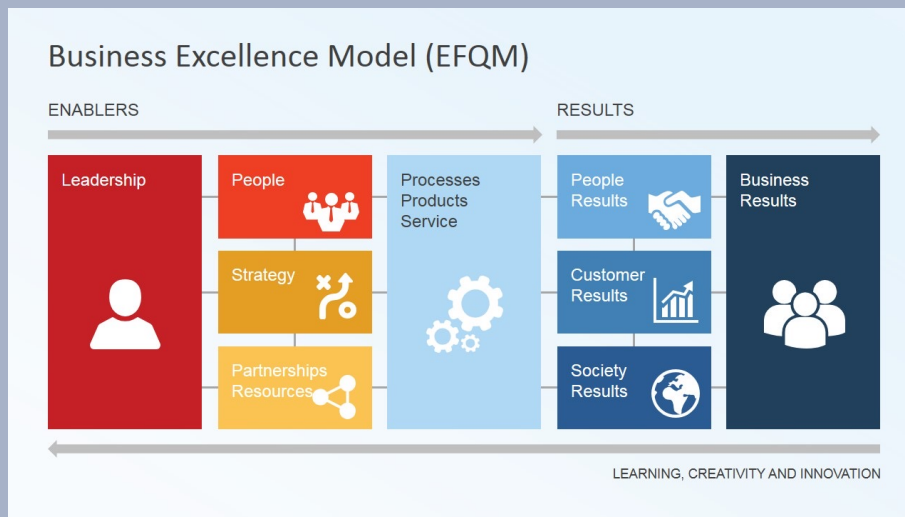 Business Excellence Model (EFQM)
ENABLERS
RESULTS
Leadership
People
Strategy
Partnerships
Resources
Processes
Products
Service
People
Results
Customer
Results
Society
Results
Business
Results
LEARNING, CREATIVITY AND INNOVATION